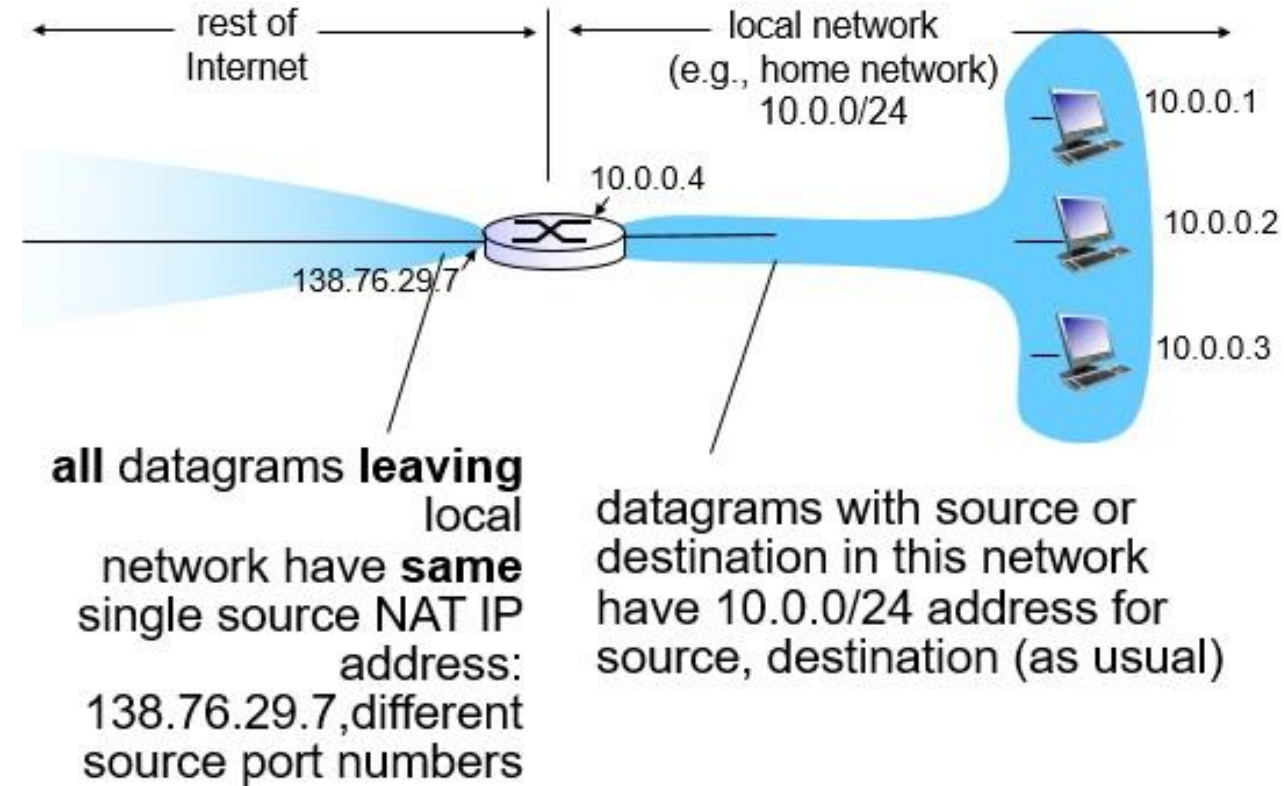 rest of
Internet
local network
(e.g., home network)
10.0.0/24
10.0.0.1
10.0.0.4
10.0.0.2
138.76.29.7
10.0.0.3
all datagrams leaving
local
network have same
single source NAT IP
address:
138.76.29.7,different
source port numbers
datagrams with source or
destination in this network
have 10.0.0/24 address for
source, destination (as usual)